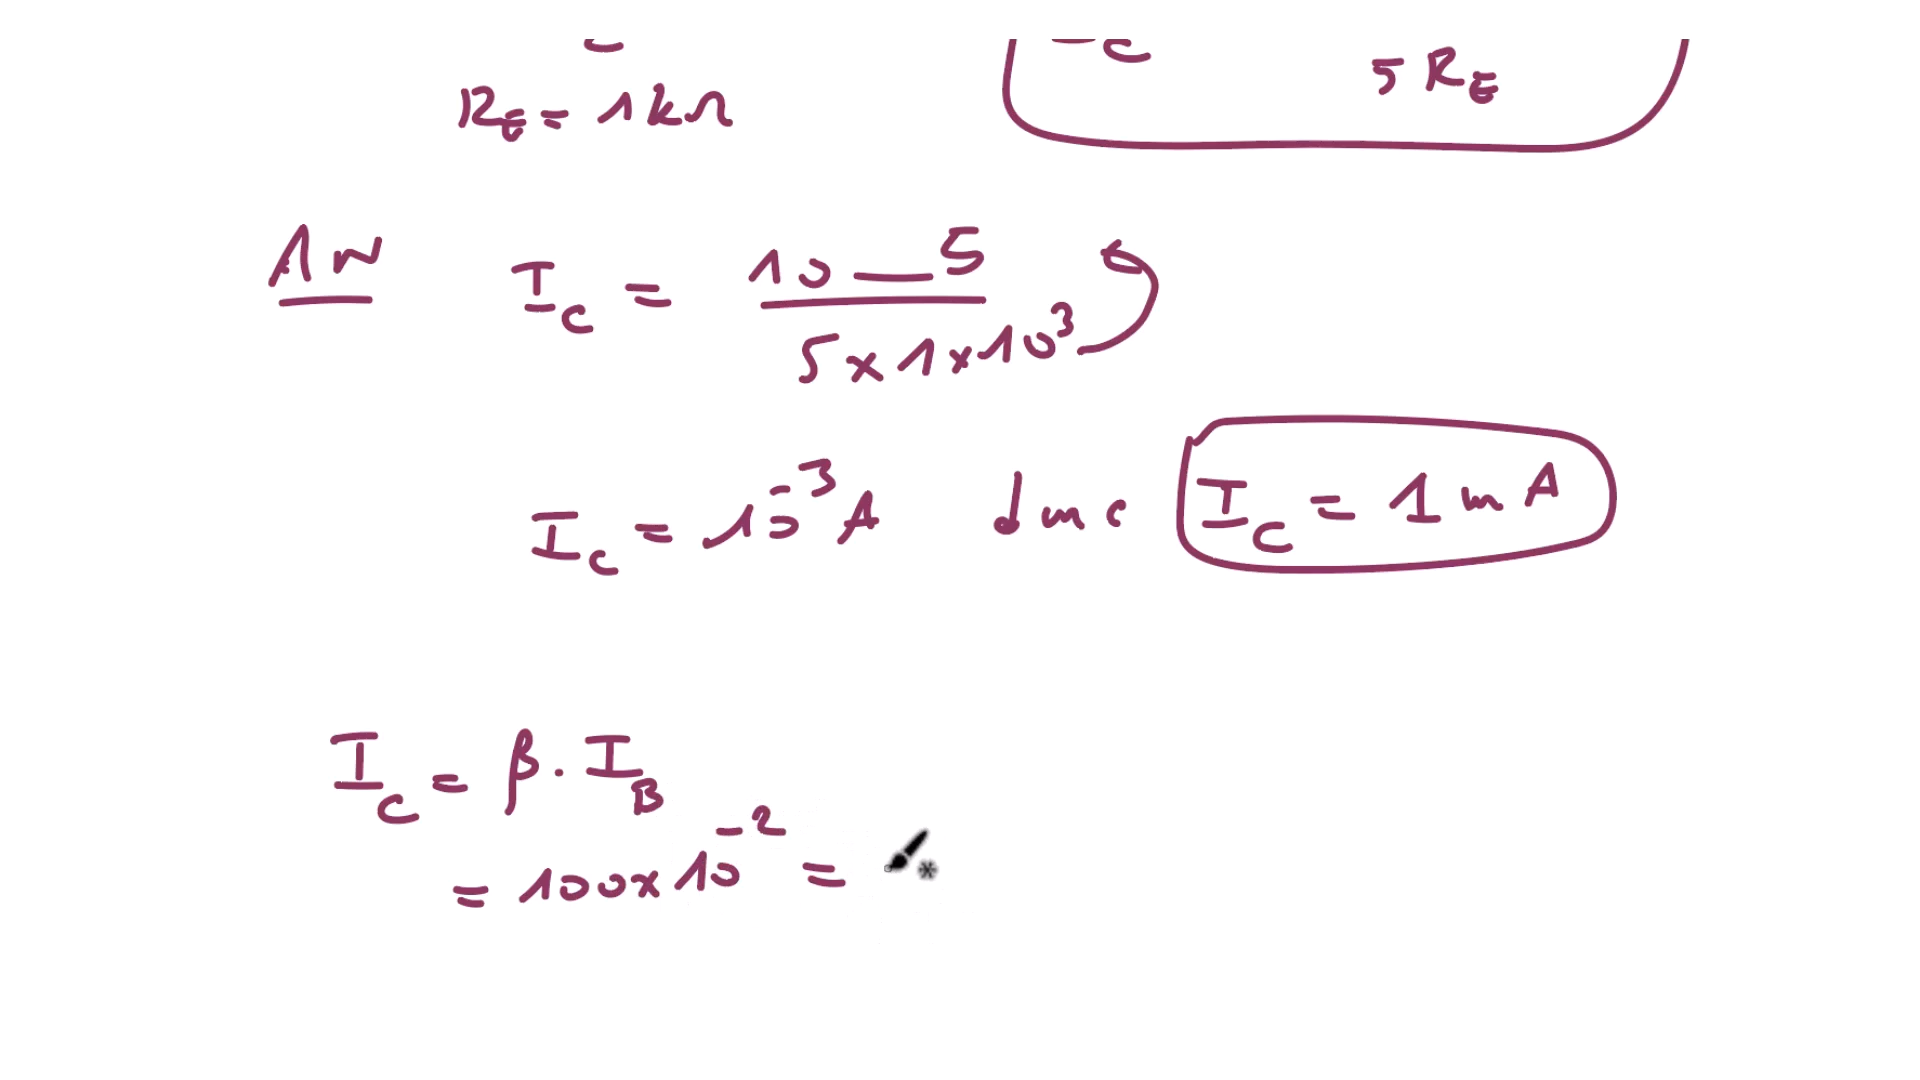 R_E = 1kΩ
5 R_E
AN I_C = (10 — 5) / (5 x 1 x 10³)
I_C = 10⁻³ A donc I_C = 1 mA
I_C = β . I_B
= 100 x 10⁻² =